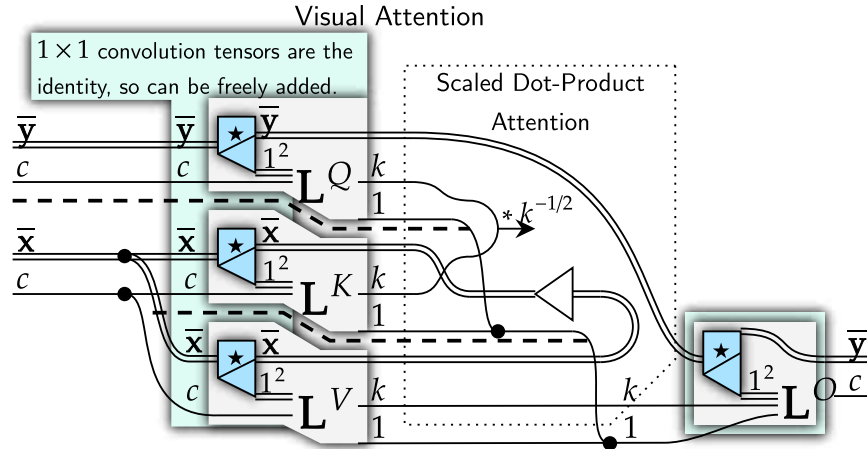 Visual Attention
1 × 1 convolution tensors are the
identity, so can be freely added.
Scaled Dot-Product
Attention
y̅ y̅ ★ y̅
c c 1² L Q k
1
* k⁻¹/²
x̅ x̅ ★ x̅
c c 1² L K k
1
x̅ ★ x̅
c 1² L V k k
1 1
★ y̅
1² L O c